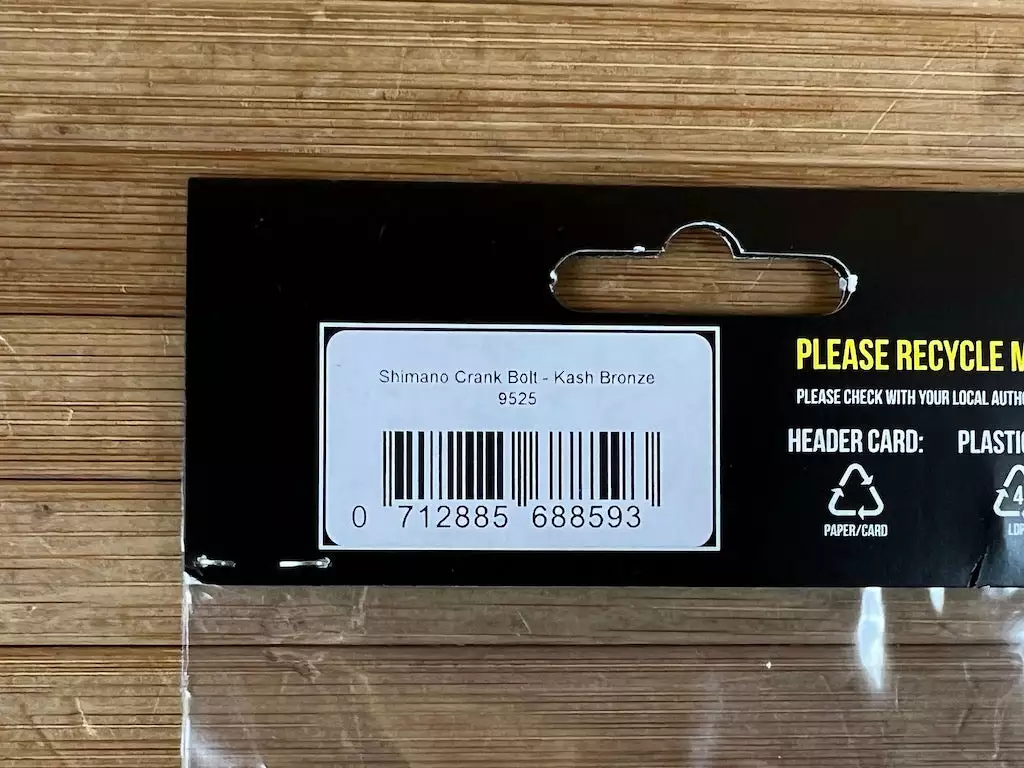 Shimano Crank Bolt - Kash Bronze
9525
0 712885 688593
PLEASE RECYCLE
PLEASE CHECK WITH YOUR LOCAL
HEADER CARD:
PAPER/CARD
4